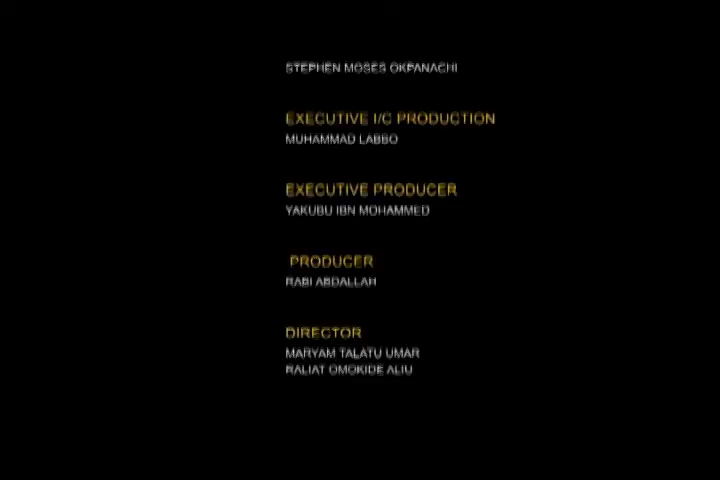 STEPHEN MOSES OKPANACHI
EXECUTIVE I/C PRODUCTION
MUHAMMAD LABBO
EXECUTIVE PRODUCER
YAKUBU IBN MOHAMMED
PRODUCER
RABI ABDALLAH
DIRECTOR
MARYAM TALATU UMAR
RALIAT OMOKIDE ALIU